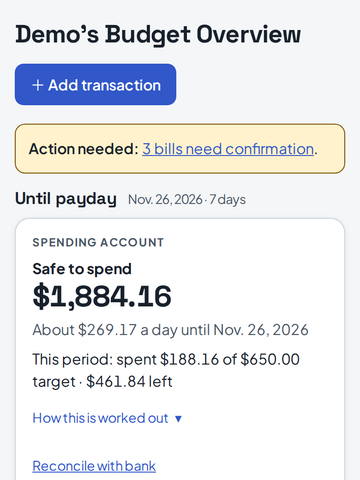 Demo's Budget Overview
+ Add transaction
Action needed: 3 bills need confirmation.
Until payday Nov. 26, 2026 · 7 days
SPENDING ACCOUNT
Safe to spend
$1,884.16
About $269.17 a day until Nov. 26, 2026
This period: spent $188.16 of $650.00
target · $461.84 left
How this is worked out ▼
Reconcile with bank